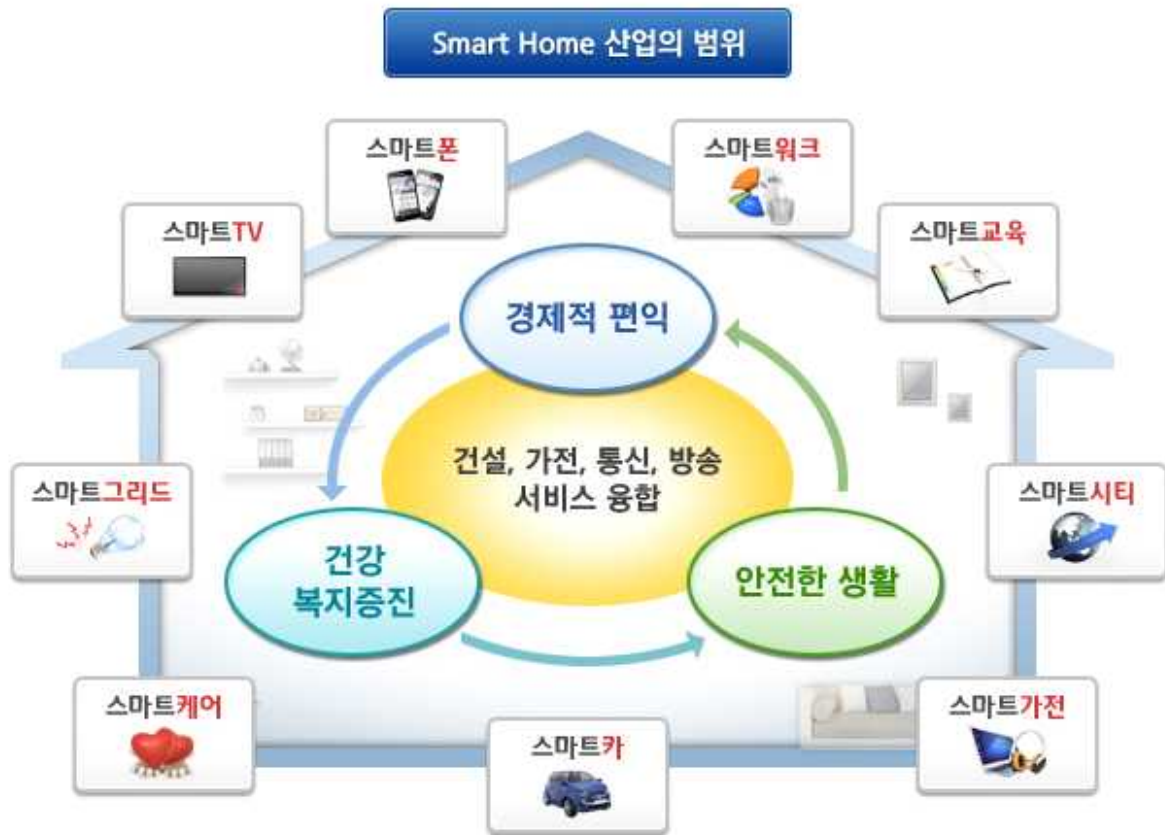 Smart Home 산업의 범위
스마트폰
스마트워크
스마트TV
스마트교육
경제적 편익
건설, 가전, 통신, 방송
서비스 융합
스마트그리드
스마트시티
건강
복지증진
안전한 생활
스마트케어
스마트가전
스마트카